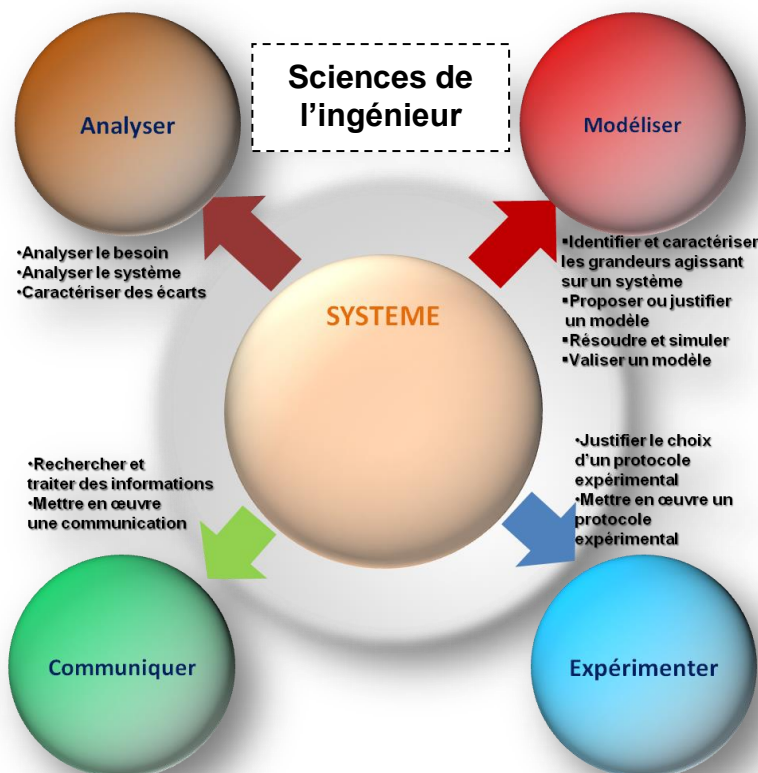 Sciences de
l'ingénieur
Analyser
Modéliser
•Analyser le besoin
•Analyser le système
•Caractériser des écarts
▪Identifier et caractériser
les grandeurs agissant
sur un système
▪Proposer ou justifier
un modèle
▪Résoudre et simuler
▪Valiser un modèle
SYSTEME
•Rechercher et
traiter des informations
•Mettre en œuvre
une communication
•Justifier le choix
d'un protocole
expérimental
•Mettre en œuvre un
protocole
expérimental
Communiquer
Expérimenter